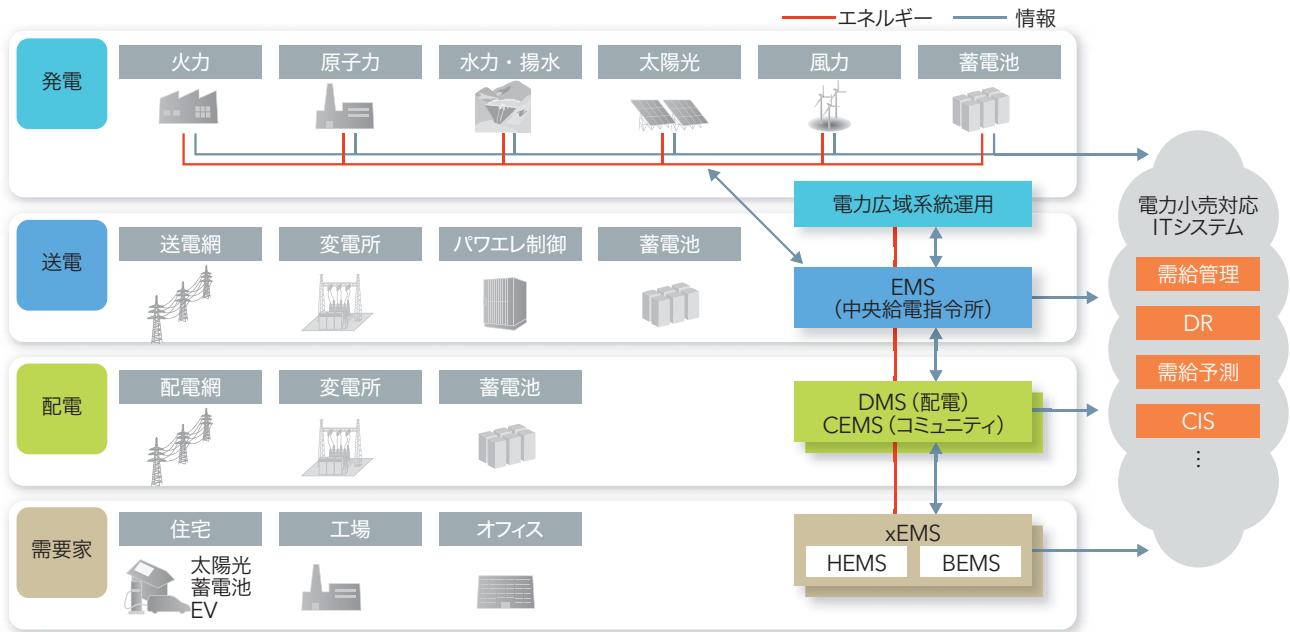 エネルギー
情報
発電
火力
原子力
水力・揚水
太陽光
風力
蓄電池
電力広域系統運用
送電
送電網
変電所
パワエレ制御
蓄電池
EMS
（中央給電指令所）
配電
配電網
変電所
蓄電池
DMS（配電）
CEMS（コミュニティ）
需要家
住宅
太陽光
蓄電池
EV
工場
オフィス
xEMS
HEMS
BEMS
電力小売対応
ITシステム
需給管理
DR
需給予測
CIS
⋮